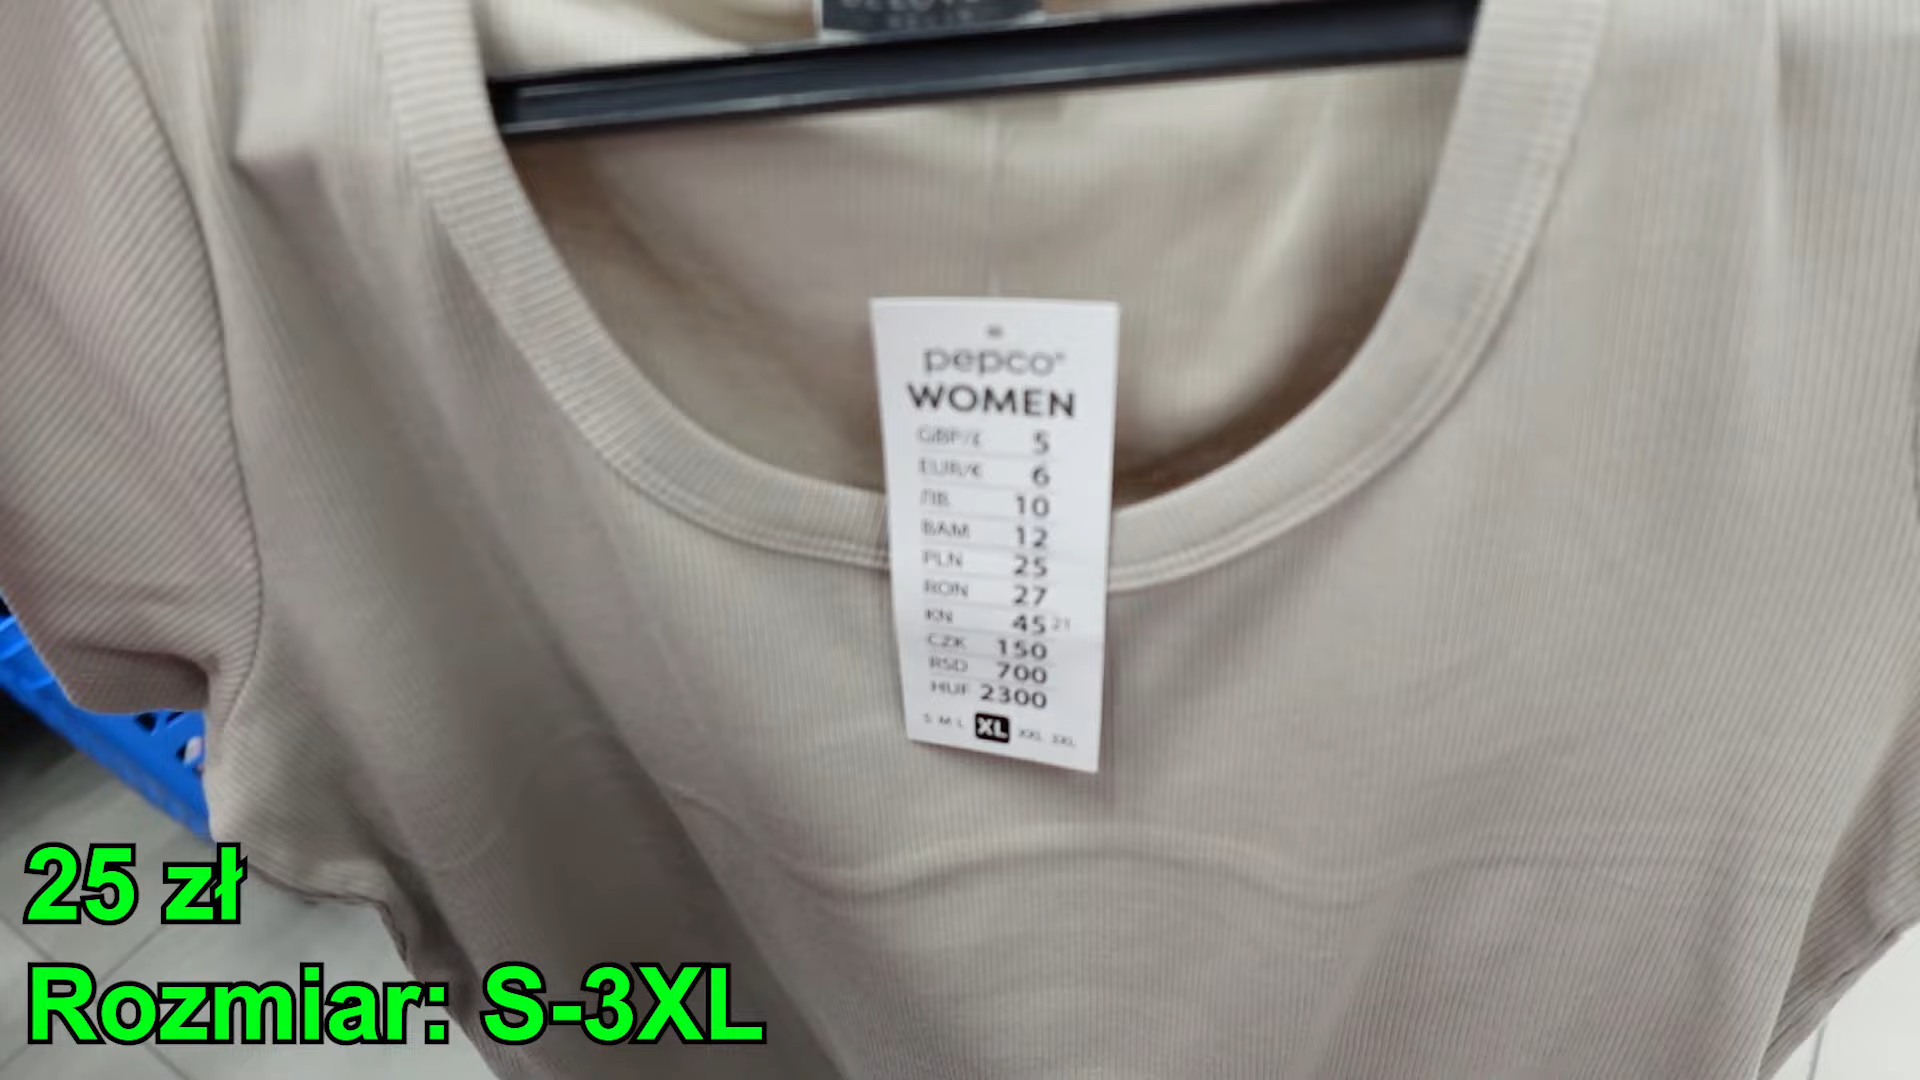 pepco®
WOMEN
GBP/£ 5
EUR/€ 6
ЛВ. 10
BAM 12
PLN 25
RON 27
KN 45 21
CZK 150
RSD 700
HUF 2300
S M L XL XXL 3XL
25 zł
Rozmiar: S-3XL